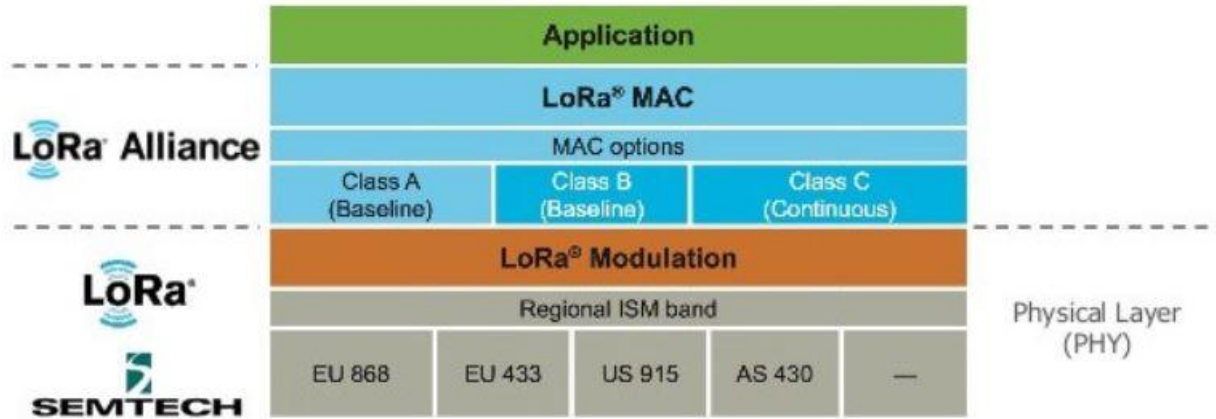 Application
LoRa® MAC
LoRa Alliance
MAC options
Class A
(Baseline)
Class B
(Baseline)
Class C
(Continuous)
LoRa® Modulation
LoRa®
Regional ISM band
Physical Layer
(PHY)
EU 868
EU 433
US 915
AS 430
—
SEMTECH